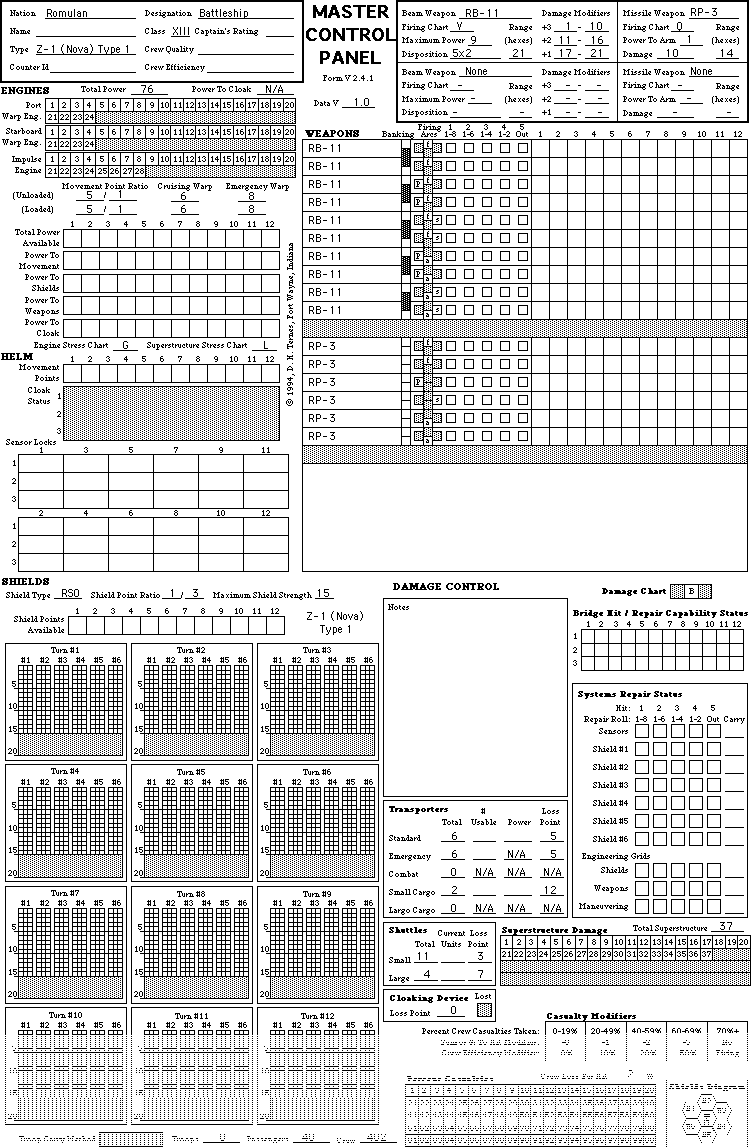 Nation Romulan Designation Battleship
Name Class XIII Captain's Rating
Type Z-1 (Nova) Type 1 Crew Quality
Counter Id Crew Efficiency
MASTER CONTROL PANEL
Form V 2.4.1
Data V 1.0
Beam Weapon RB-11 Damage Modifiers
Firing Chart V Range +3 1 - 10
Maximum Power 9 (hexes) +2 11 - 16
Disposition 5x2 21 +1 17 - 21
Missile Weapon RP-3
Firing Chart O Range
Power To Arm 1 (hexes)
Damage 10 14
Beam Weapon None Damage Modifiers
Firing Chart - Range +3 - -
Maximum Power - (hexes) +2 - -
Disposition - - +1 - -
Missile Weapon None
Firing Chart - Range
Power To Arm - (hexes)
Damage - -
ENGINES Total Power 76 Power To Cloak N/A
Port Warp Eng. 1 2 3 4 5 6 7 8 9 10 11 12 13 14 15 16 17 18 19 20
21 22 23 24
Starboard Warp Eng. 1 2 3 4 5 6 7 8 9 10 11 12 13 14 15 16 17 18 19 20
21 22 23 24
Impulse Engine 1 2 3 4 5 6 7 8 9 10 11 12 13 14 15 16 17 18 19 20
21 22 23 24 25 26 27 28
Movement Point Ratio Cruising Warp Emergency Warp
(Unloaded) 5 / 1 6 8
(Loaded) 5 / 1 6 8
1 2 3 4 5 6 7 8 9 10 11 12
Total Power Available
Power To Movement
Power To Shields
Power To Weapons
Power To Cloak
Engine Stress Chart G Superstructure Stress Chart L
© 1994, D. H. Ternes, Fort Wayne, Indiana
HELM
1 2 3 4 5 6 7 8 9 10 11 12
Movement Points
Cloak Status 1
2
3
Sensor Locks
1 3 5 7 9 11
1
2
3
2 4 6 8 10 12
1
2
3
WEAPONS Banking Firing Arcs 1 1-8 2 1-6 3 1-4 4 1-2 5 Out 1 2 3 4 5 6 7 8 9 10 11 12
RB-11 f
RB-11 f
RB-11 p f
RB-11 f
RB-11 f s
RB-11 f s
RB-11 a
RB-11 p a
RB-11 a s
RB-11 a s
RP-3 f
RP-3 f
RP-3 p
RP-3 s
RP-3 a
RP-3 a
SHIELDS
Shield Type RSO Shield Point Ratio 1 / 3 Maximum Shield Strength 15
1 2 3 4 5 6 7 8 9 10 11 12
Shield Points Available
Z-1 (Nova) Type 1
Turn #1 Turn #2 Turn #3
#1 #2 #3 #4 #5 #6 #1 #2 #3 #4 #5 #6 #1 #2 #3 #4 #5 #6
5 5 5
10 10 10
15 15 15
20 20 20
Turn #4 Turn #5 Turn #6
#1 #2 #3 #4 #5 #6 #1 #2 #3 #4 #5 #6 #1 #2 #3 #4 #5 #6
5 5 5
10 10 10
15 15 15
20 20 20
Turn #7 Turn #8 Turn #9
#1 #2 #3 #4 #5 #6 #1 #2 #3 #4 #5 #6 #1 #2 #3 #4 #5 #6
5 5 5
10 10 10
15 15 15
20 20 20
Turn #10 Turn #11 Turn #12
#1 #2 #3 #4 #5 #6 #1 #2 #3 #4 #5 #6 #1 #2 #3 #4 #5 #6
DAMAGE CONTROL
Notes
Damage Chart B
Bridge Hit / Repair Capability Status
1 2 3 4 5 6 7 8 9 10 11 12
1
2
3
Systems Repair Status
Hit: 1 2 3 4 5
Repair Roll: 1-8 1-6 1-4 1-2 Out Carry
Sensors
Shield #1
Shield #2
Shield #3
Shield #4
Shield #5
Shield #6
Engineering Grids
Shields
Weapons
Maneuvering
Transporters Total # Usable Power Loss Point
Standard 6 5
Emergency 6 N/A 5
Combat 0 N/A N/A N/A
Small Cargo 2 12
Large Cargo 0 N/A N/A
Shuttles Total Current Units Loss Point
Small 11 3
Large 4 7
Cloaking Device Lost
Loss Point 0
Superstructure Damage Total Superstructure 37
1 2 3 4 5 6 7 8 9 10 11 12 13 14 15 16 17 18 19 20
21 22 23 24 25 26 27 28 29 30 31 32 33 34 35 36 37
Casualty Modifiers
Percent Crew Casualties Taken: 0-19% 20-49% 40-59% 60-69% 70%+
Crew Efficiency Modifier
Shields Diagram
Troops 0 Passengers 40 Crew